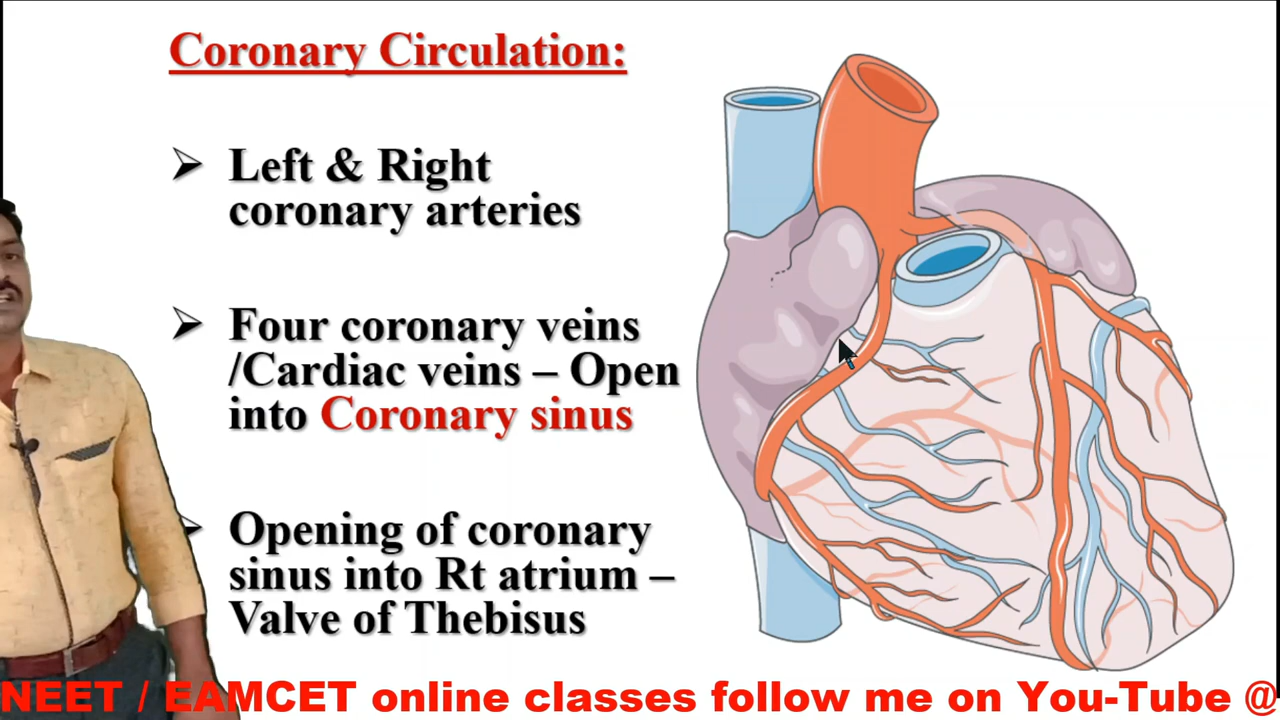 Coronary Circulation:
➢ Left & Right
coronary arteries
➢ Four coronary veins
/Cardiac veins – Open
into Coronary sinus
➢ Opening of coronary
sinus into Rt atrium –
Valve of Thebisus
NEET / EAMCET online classes follow me on You-Tube @